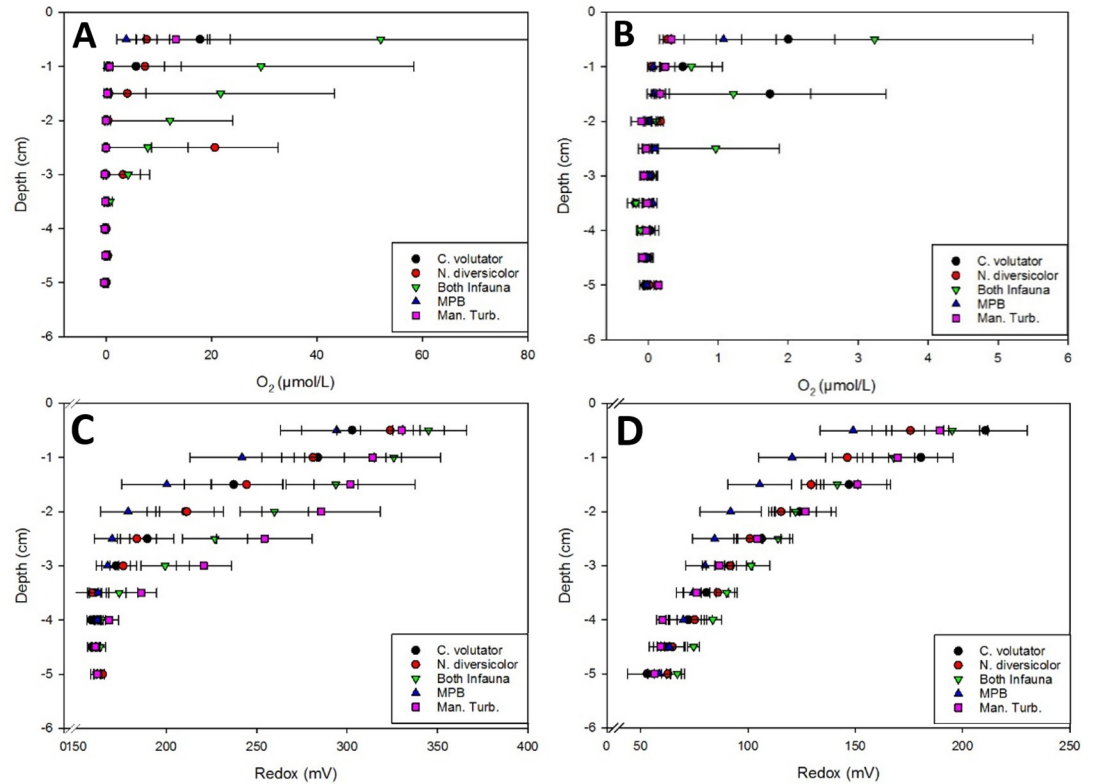 A
0
-1
-2
-3
-4
-5
-6
Depth (cm)
0 20 40 60 80
O₂ (µmol/L)
C. volutator
N. diversicolor
Both Infauna
MPB
Man. Turb.
B
0
-1
-2
-3
-4
-5
-6
Depth (cm)
0 1 2 3 4 5 6
O₂ (µmol/L)
C. volutator
N. diversicolor
Both Infauna
MPB
Man. Turb.
C
0
-1
-2
-3
-4
-5
-6
Depth (cm)
0150 200 250 300 350 400
Redox (mV)
C. volutator
N. diversicolor
Both Infauna
MPB
Man. Turb.
D
0
-1
-2
-3
-4
-5
-6
Depth (cm)
0 50 100 150 200 250
Redox (mV)
C. volutator
N. diversicolor
Both Infauna
MPB
Man. Turb.